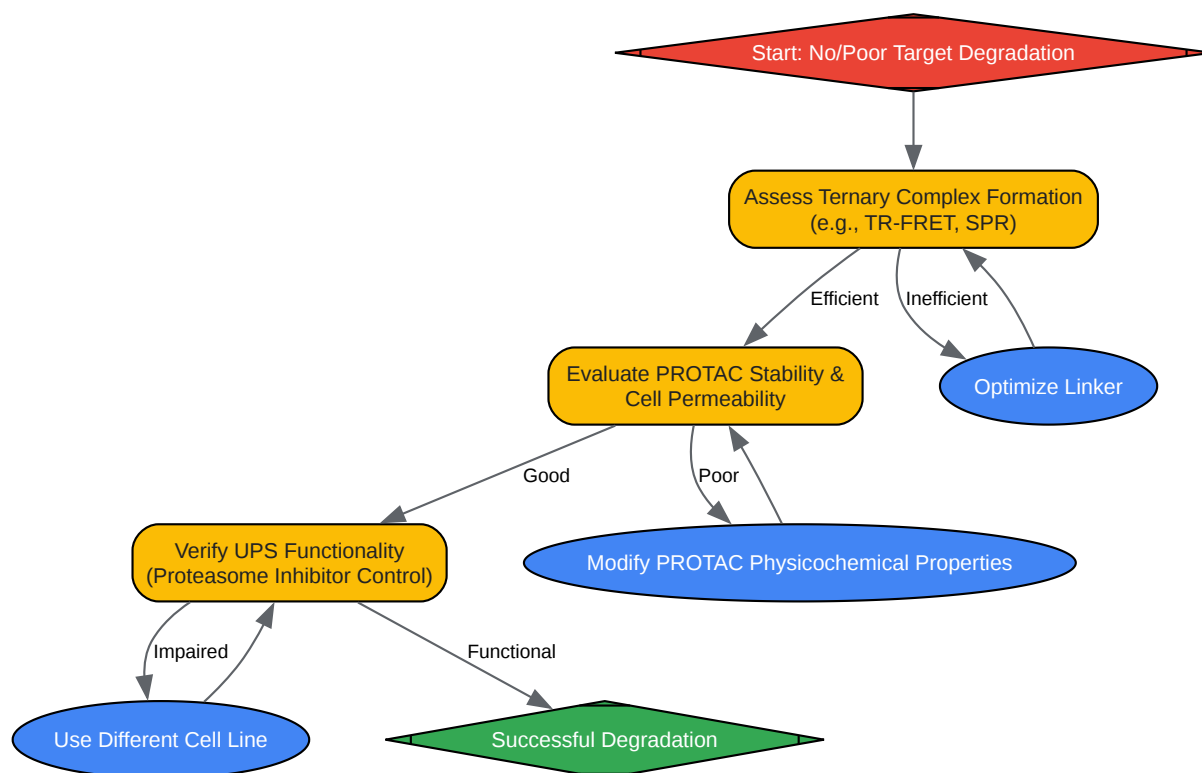 Start: No/Poor Target Degradation
Assess Ternary Complex Formation
(e.g., TR-FRET, SPR)
Efficient
Inefficient
Evaluate PROTAC Stability &
Cell Permeability
Optimize Linker
Good
Poor
Verify UPS Functionality
(Proteasome Inhibitor Control)
Modify PROTAC Physicochemical Properties
Impaired
Functional
Use Different Cell Line
Successful Degradation